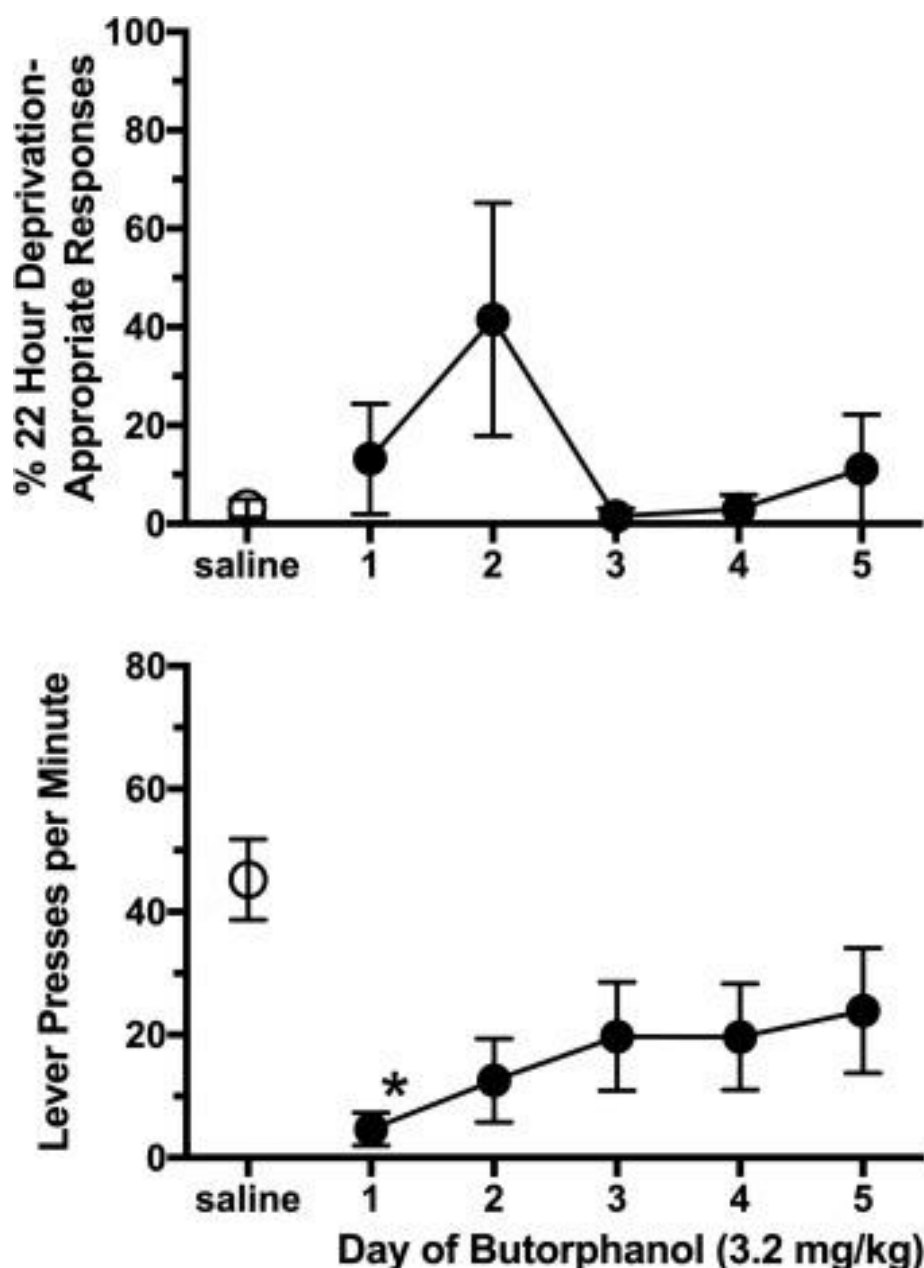 % 22 Hour Deprivation-
Appropriate Responses
100
80
60
40
20
0
saline 1 2 3 4 5
Lever Presses per Minute
80
60
40
20
0
*
saline 1 2 3 4 5
Day of Butorphanol (3.2 mg/kg)